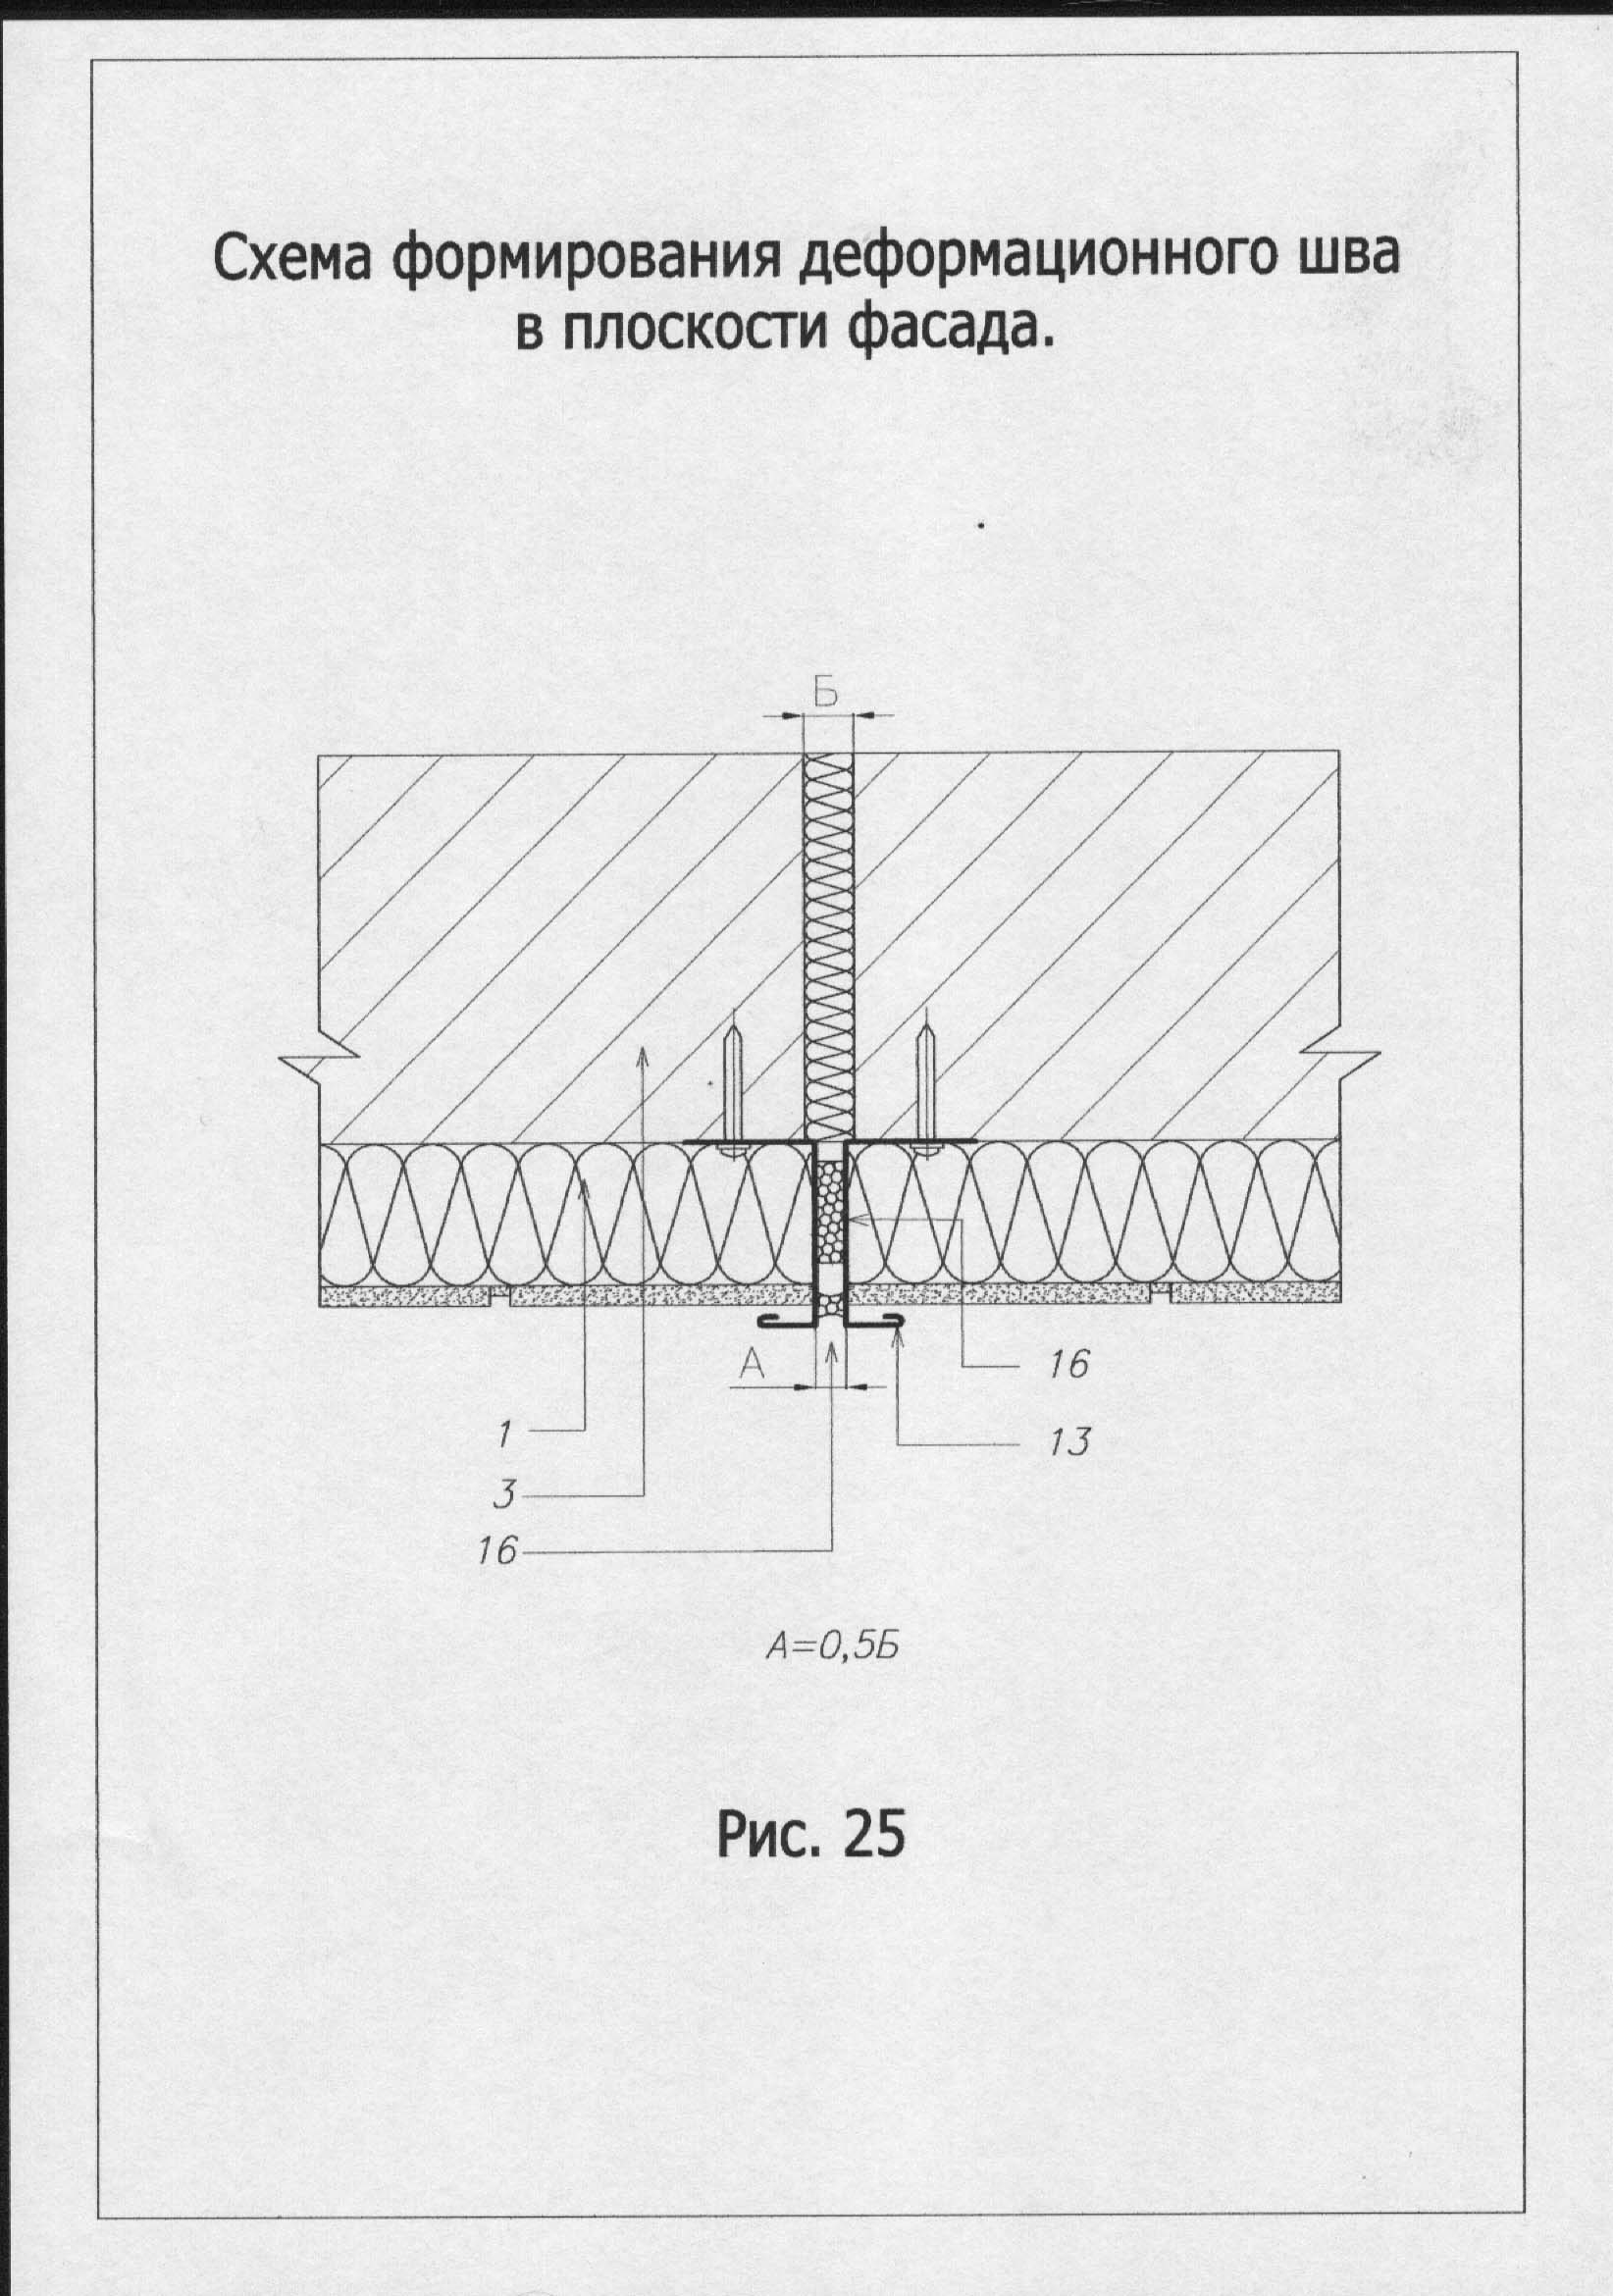 Схема формирования деформационного шва
в плоскости фасада.
Б
А
16
13
1
3
16
А=0,5Б
Рис. 25